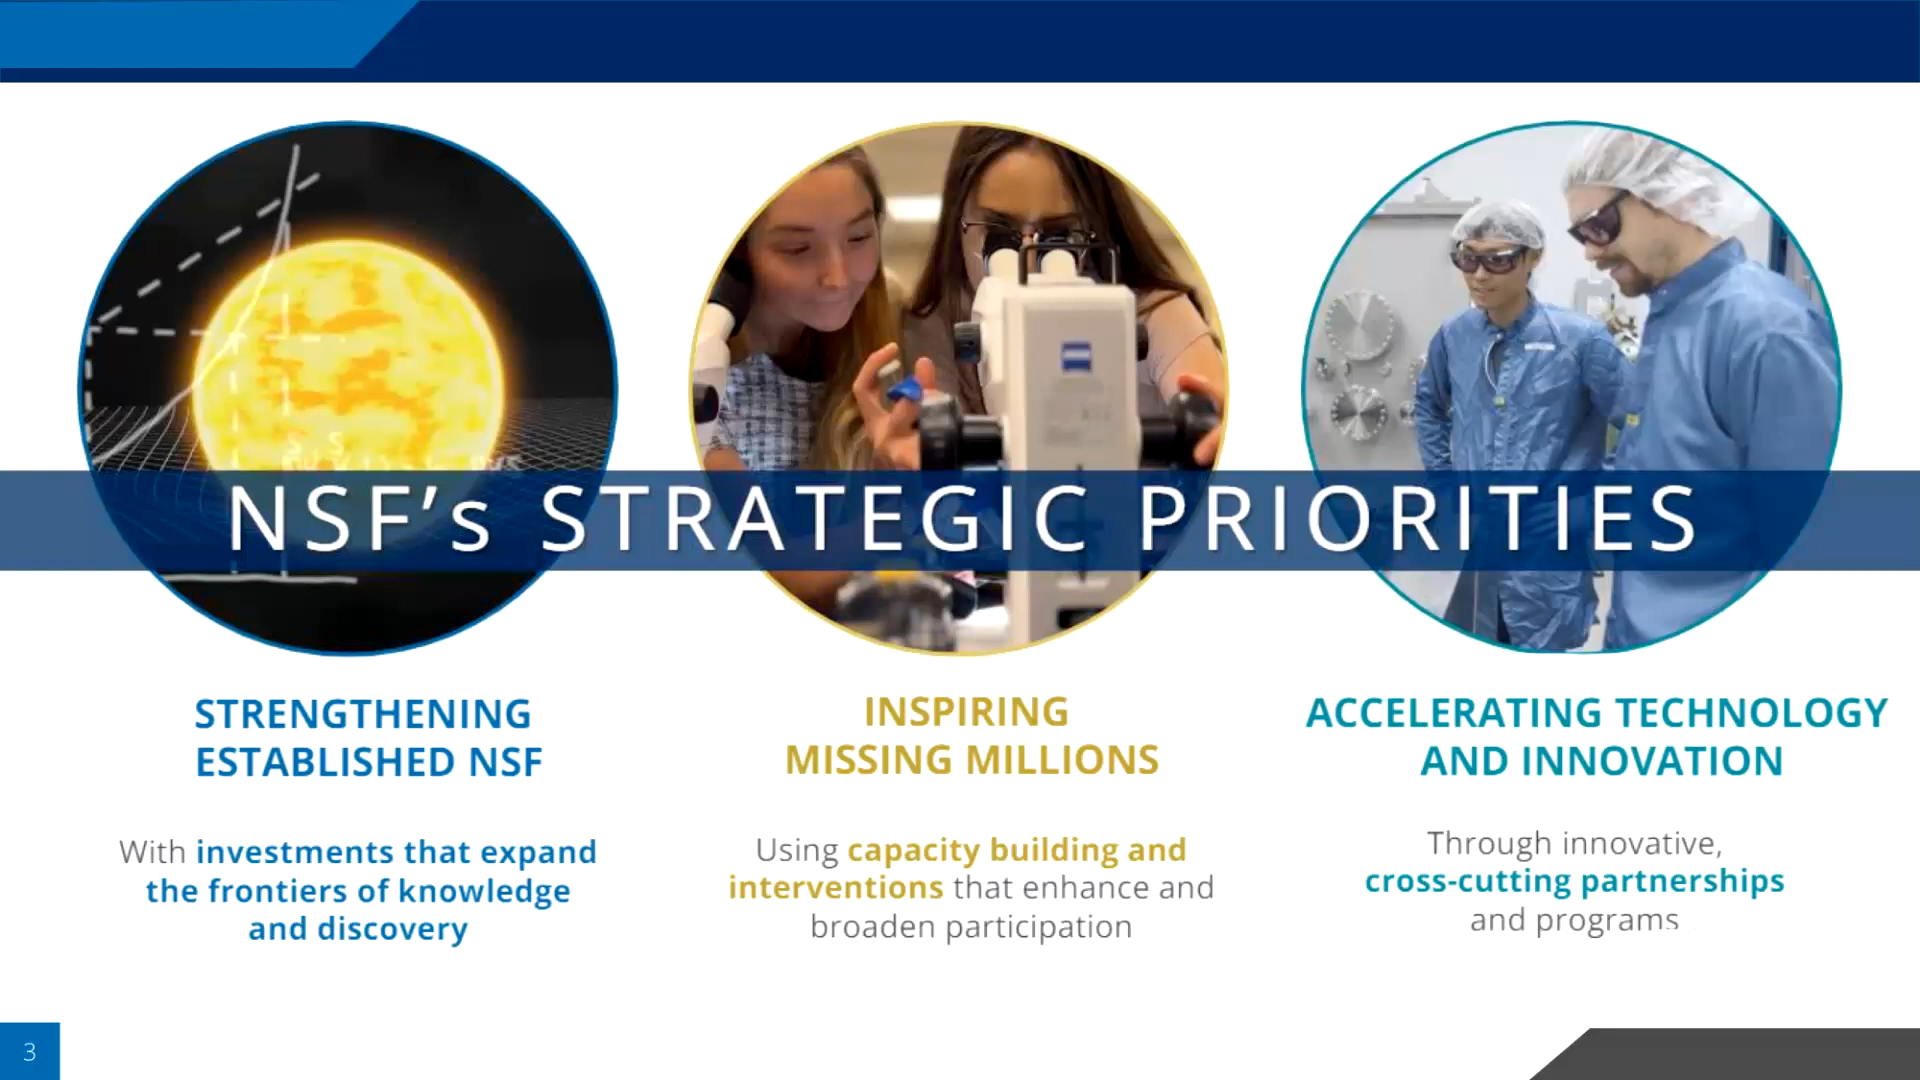 NSF’s STRATEGIC PRIORITIES
STRENGTHENING
ESTABLISHED NSF
With investments that expand
the frontiers of knowledge
and discovery
INSPIRING
MISSING MILLIONS
Using capacity building and
interventions that enhance and
broaden participation
ACCELERATING TECHNOLOGY
AND INNOVATION
Through innovative,
cross-cutting partnerships
and programs
3